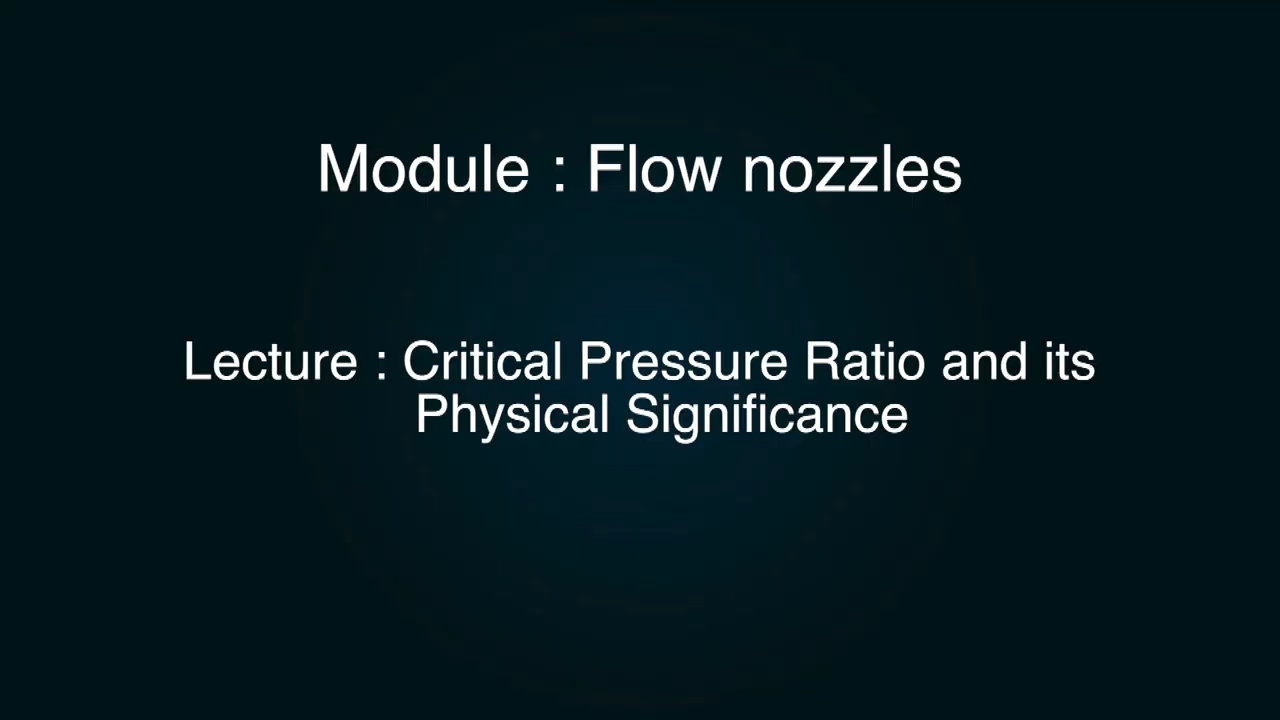 Module : Flow nozzles
Lecture : Critical Pressure Ratio and its
Physical Significance